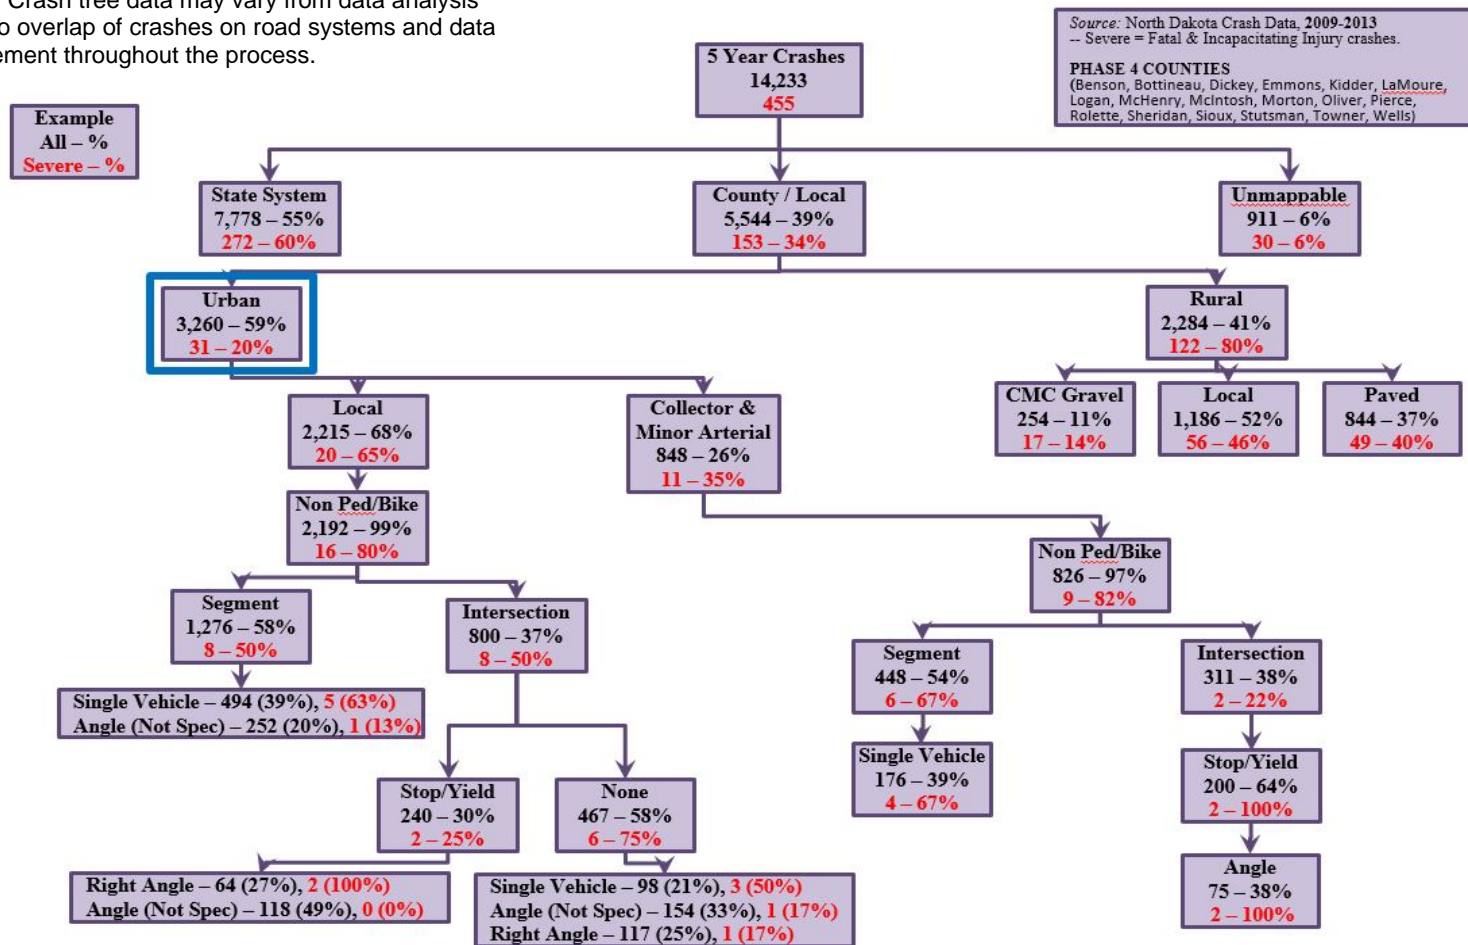 Crash tree data may vary from data analysis
o overlap of crashes on road systems and data
ement throughout the process.
Source: North Dakota Crash Data, 2009-2013
-- Severe = Fatal & Incapacitating Injury crashes.
PHASE 4 COUNTIES
(Benson, Bottineau, Dickey, Emmons, Kidder, LaMoure,
Logan, McHenry, McIntosh, Morton, Oliver, Pierce,
Rolette, Sheridan, Sioux, Stutsman, Towner, Wells)
Example
All – %
Severe – %
5 Year Crashes
14,233
455
State System
7,778 – 55%
272 – 60%
County / Local
5,544 – 39%
153 – 34%
Unmappable
911 – 6%
30 – 6%
Urban
3,260 – 59%
31 – 20%
Rural
2,284 – 41%
122 – 80%
Local
2,215 – 68%
20 – 65%
Collector &
Minor Arterial
848 – 26%
11 – 35%
CMC Gravel
254 – 11%
17 – 14%
Local
1,186 – 52%
56 – 46%
Paved
844 – 37%
49 – 40%
Non Ped/Bike
2,192 – 99%
16 – 80%
Non Ped/Bike
826 – 97%
9 – 82%
Segment
1,276 – 58%
8 – 50%
Intersection
800 – 37%
8 – 50%
Segment
448 – 54%
6 – 67%
Intersection
311 – 38%
2 – 22%
Single Vehicle – 494 (39%), 5 (63%)
Angle (Not Spec) – 252 (20%), 1 (13%)
Stop/Yield
240 – 30%
2 – 25%
None
467 – 58%
6 – 75%
Single Vehicle
176 – 39%
4 – 67%
Stop/Yield
200 – 64%
2 – 100%
Right Angle – 64 (27%), 2 (100%)
Angle (Not Spec) – 118 (49%), 0 (0%)
Single Vehicle – 98 (21%), 3 (50%)
Angle (Not Spec) – 154 (33%), 1 (17%)
Right Angle – 117 (25%), 1 (17%)
Angle
75 – 38%
2 – 100%